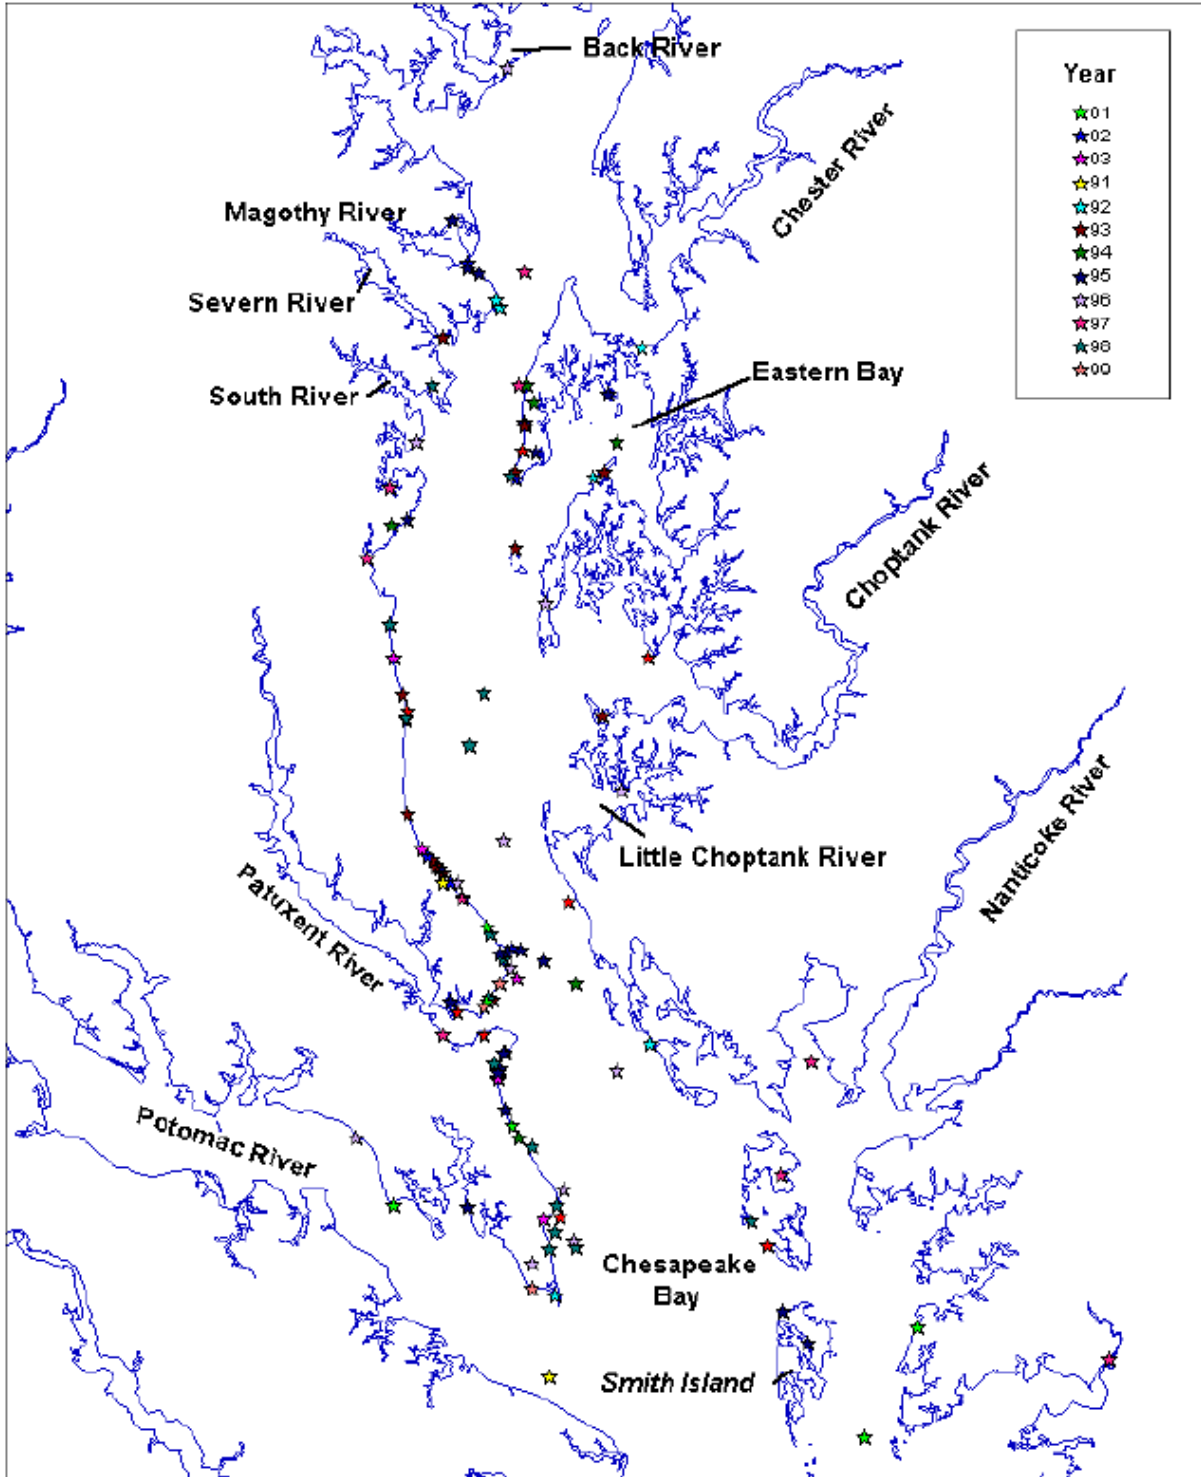 Back River
Year
01
02
03
91
92
93
94
95
96
97
98
00
Chester River
Magothy River
Severn River
South River
Eastern Bay
Choptank River
Little Choptank River
Nanticoke River
Patuxent River
Potomac River
Chesapeake
Bay
Smith Island